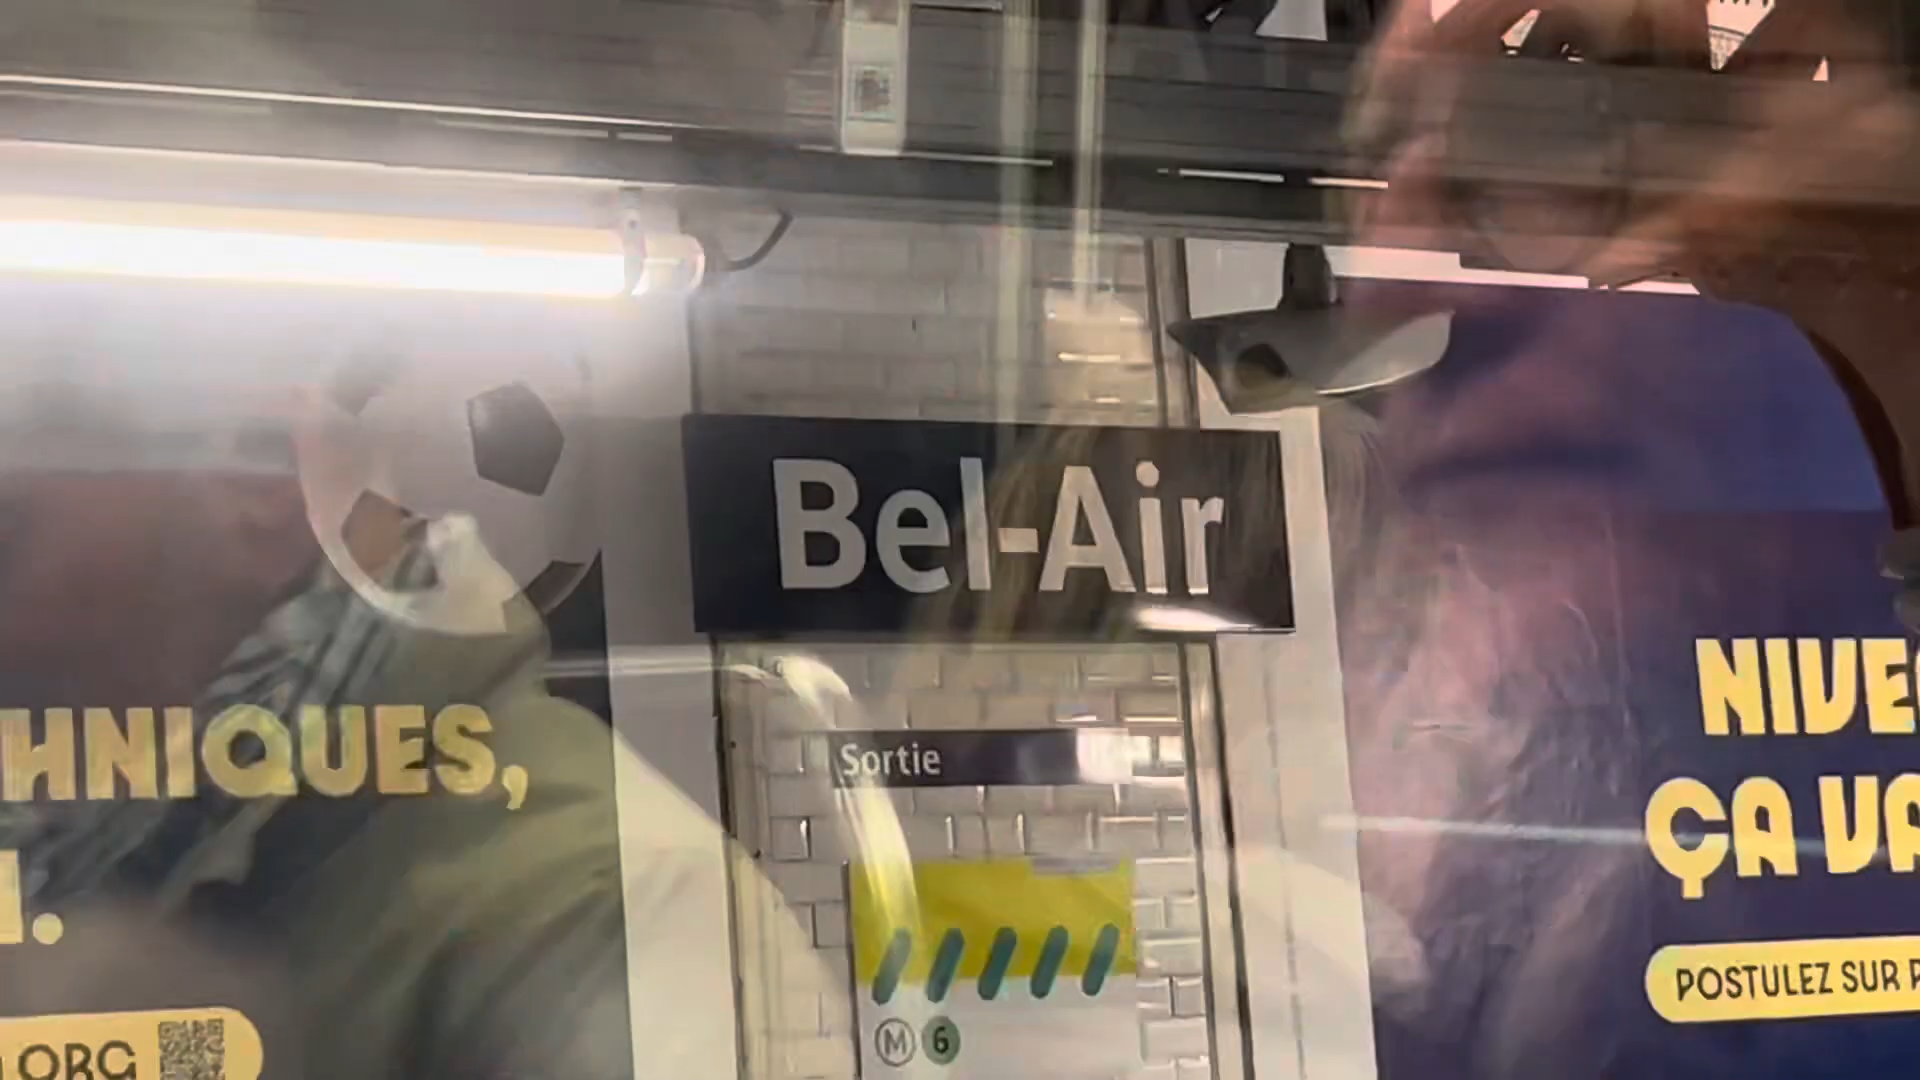 Bel-Air
Sortie
HNIQUES,
.ORG
NIVE
ÇA VA
POSTULEZ SUR P
M 6